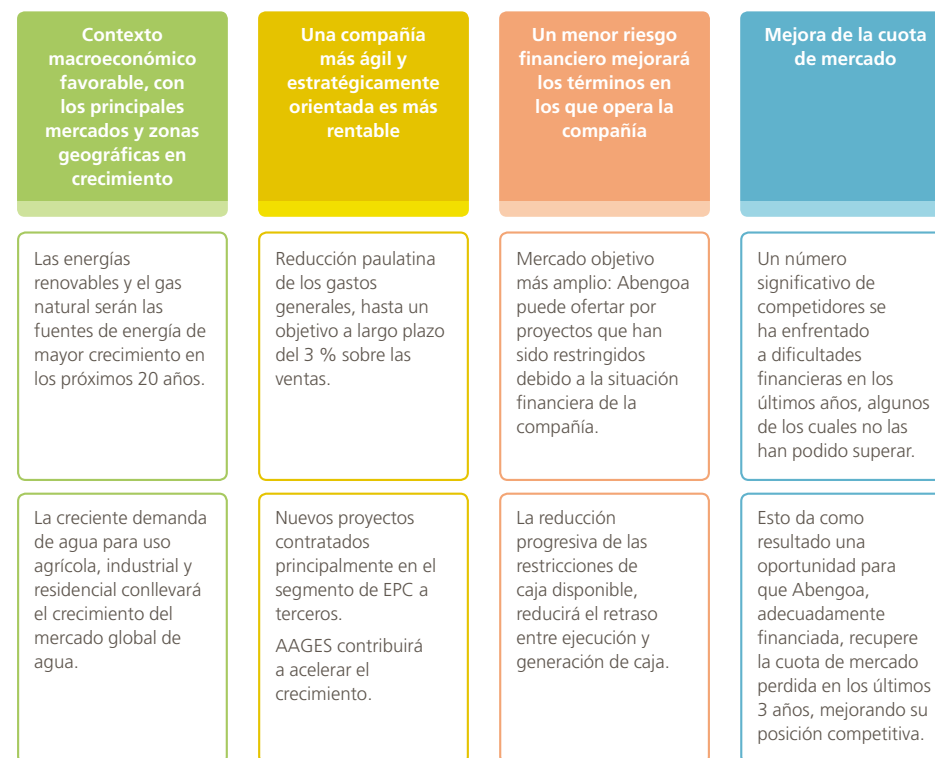 Contexto
macroeconómico
favorable, con
los principales
mercados y zonas
geográficas en
crecimiento
Una compañía
más ágil y
estratégicamente
orientada es más
rentable
Un menor riesgo
financiero mejorará
los términos en
los que opera la
compañía
Mejora de la cuota
de mercado
Las energías
renovables y el gas
natural serán las
fuentes de energía de
mayor crecimiento en
los próximos 20 años.
Reducción paulatina
de los gastos
generales, hasta un
objetivo a largo plazo
del 3 % sobre las
ventas.
Mercado objetivo
más amplio: Abengoa
puede ofertar por
proyectos que han
sido restringidos
debido a la situación
financiera de la
compañía.
Un número
significativo de
competidores se
ha enfrentado
a dificultades
financieras en los
últimos años, algunos
de los cuales no las
han podido superar.
La creciente demanda
de agua para uso
agrícola, industrial y
residencial conllevará
el crecimiento del
mercado global de
agua.
Nuevos proyectos
contratados
principalmente en el
segmento de EPC a
terceros.
AAGES contribuirá
a acelerar el
crecimiento.
La reducción
progresiva de las
restricciones de
caja disponible,
reducirá el retraso
entre ejecución y
generación de caja.
Esto da como
resultado una
oportunidad para
que Abengoa,
adecuadamente
financiada, recupere
la cuota de mercado
perdida en los últimos
3 años, mejorando su
posición competitiva.